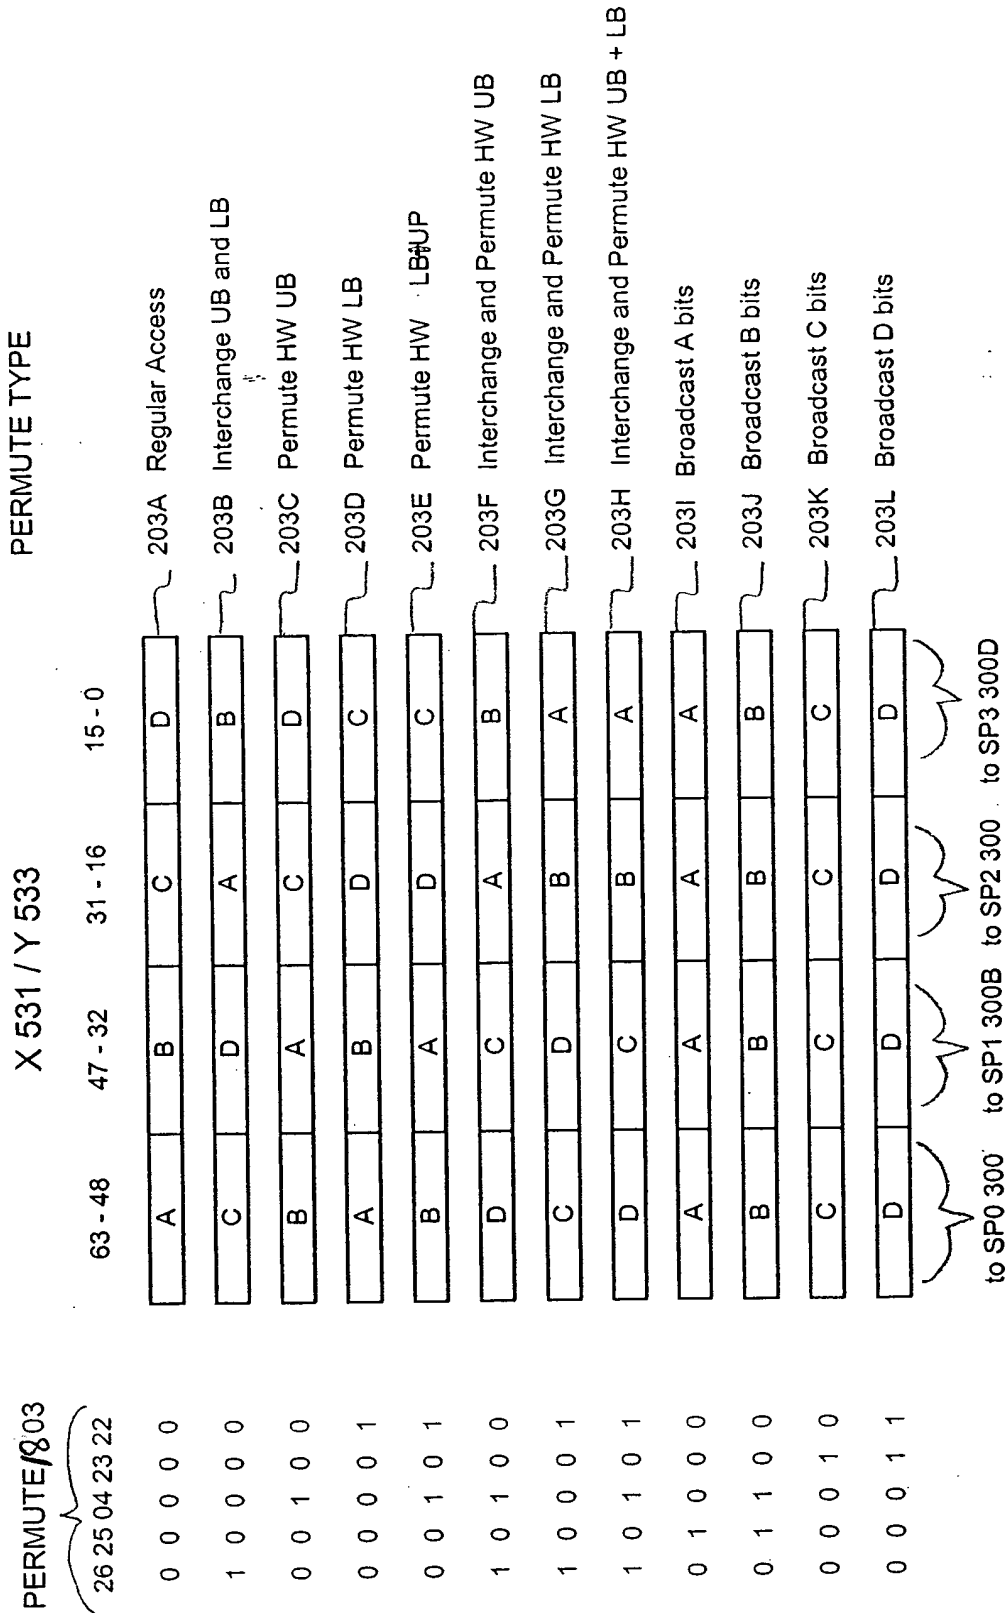 PERMUTE 1803 X 531 / Y 533 PERMUTE TYPE
26 25 04 23 22 63 - 48 47 - 32 31 - 16 15 - 0
0 0 0 0 0 A B C D 203A Regular Access
1 0 0 0 0 C D A B 203B Interchange UB and LB
0 0 1 0 0 B A C D 203C Permute HW UB
0 0 0 0 1 A B D C 203D Permute HW LB
0 0 1 0 1 B A D C 203E Permute HW LB+UP
1 0 1 0 0 D C A B 203F Interchange and Permute HW UB
1 0 0 0 1 C D B A 203G Interchange and Permute HW LB
1 0 1 0 1 D C B A 203H Interchange and Permute HW UB + LB
0 1 0 0 0 A A A A 203I Broadcast A bits
0 1 1 0 0 B B B B 203J Broadcast B bits
0 0 0 1 0 C C C C 203K Broadcast C bits
0 0 0 1 1 D D D D 203L Broadcast D bits
to SP0 300 to SP1 300B to SP2 300 to SP3 300D